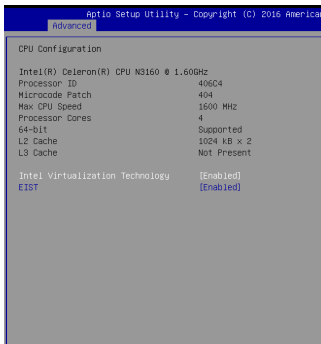 Aptio Setup Utility – Copyright (C) 2016 America
Advanced
CPU Configuration
Intel(R) Celeron(R) CPU N3160 @ 1.60GHz
Processor ID 406C4
Microcode Patch 404
Max CPU Speed 1600 MHz
Processor Cores 4
64-bit Supported
L2 Cache 1024 kB x 2
L3 Cache Not Present
Intel Virtualization Technology [Enabled]
EIST [Enabled]